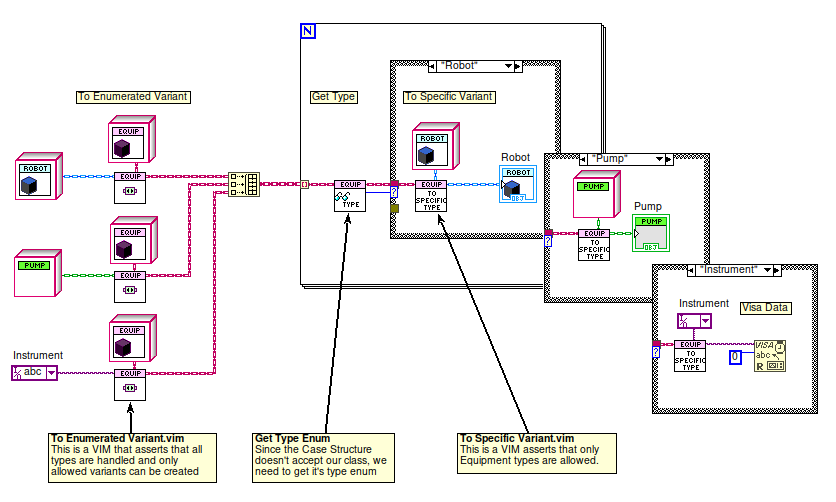 N
"Robot"
To Enumerated Variant
Get Type
To Specific Variant
EQUIP
ROBOT
ROBOT
EQUIP
EQUIP
TYPE
EQUIP
TO
SPECIFIC
TYPE
?
Robot
ROBOT
OBJ
"Pump"
PUMP
Pump
PUMP
OBJ
EQUIP
TO
SPECIFIC
TYPE
?
EQUIP
PUMP
EQUIP
"Instrument"
Instrument
Visa Data
EQUIP
Instrument
abc
EQUIP
EQUIP
TO
SPECIFIC
TYPE
?
0
VISA
abc
R
To Enumerated Variant.vim
This is a VIM that asserts that all
types are handled and only
allowed variants can be created
Get Type Enum
Since the Case Structure
doesn't accept our class, we
need to get it's type enum
To Specific Variant.vim
This is a VIM asserts that only
Equipment types are allowed.